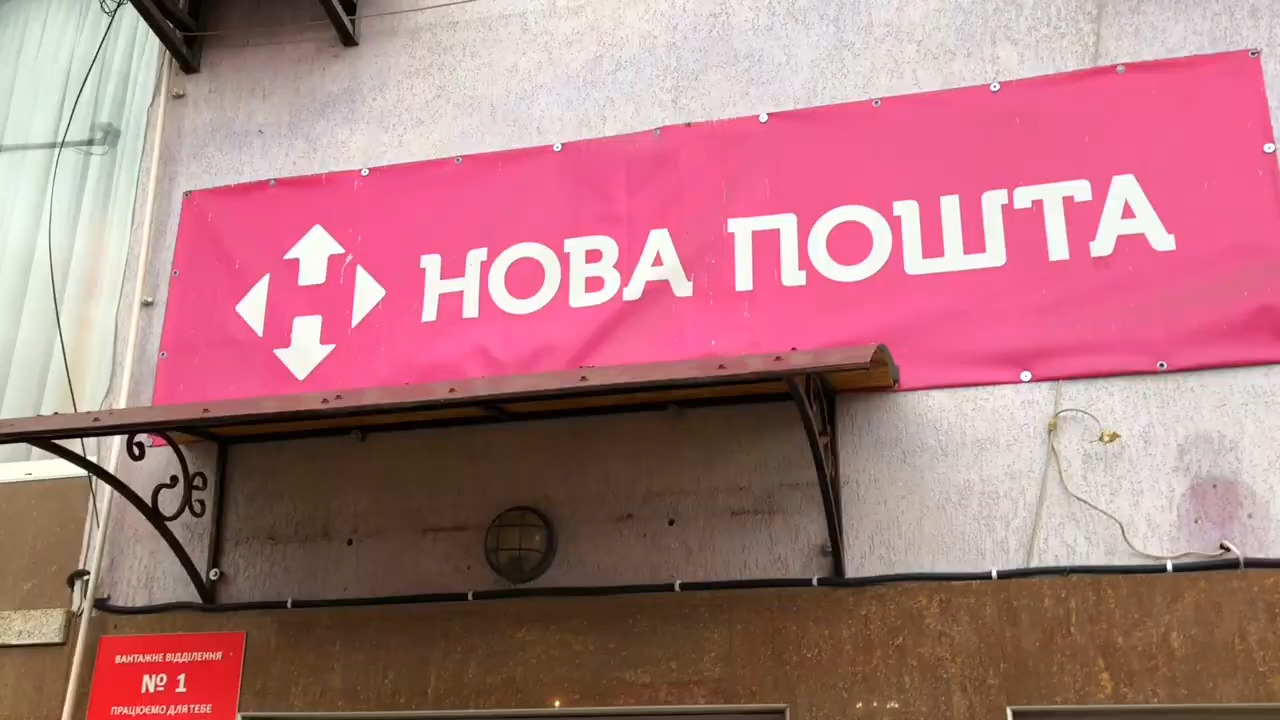 НОВА ПОШТА
ВАНТАЖНЕ ВІДДІЛЕННЯ
№ 1
ПРАЦЮЄМО ДЛЯ ТЕБЕ